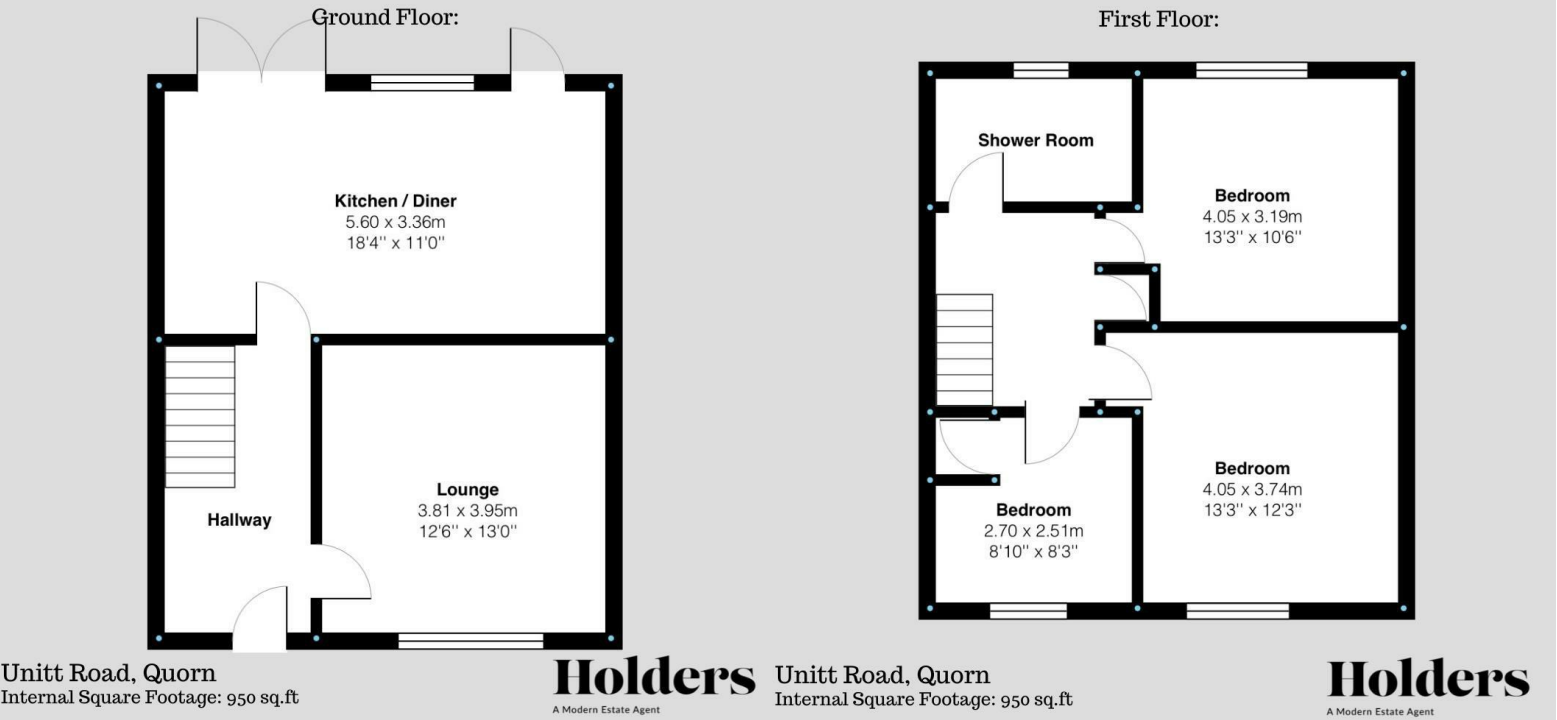 Ground Floor:
Kitchen / Diner
5.60 x 3.36m
18'4'' x 11'0''
Lounge
3.81 x 3.95m
12'6'' x 13'0''
Hallway
Unitt Road, Quorn
Internal Square Footage: 950 sq.ft
Holders
A Modern Estate Agent
First Floor:
Shower Room
Bedroom
4.05 x 3.19m
13'3'' x 10'6''
Bedroom
4.05 x 3.74m
13'3'' x 12'3''
Bedroom
2.70 x 2.51m
8'10'' x 8'3''
Unitt Road, Quorn
Internal Square Footage: 950 sq.ft
Holders
A Modern Estate Agent